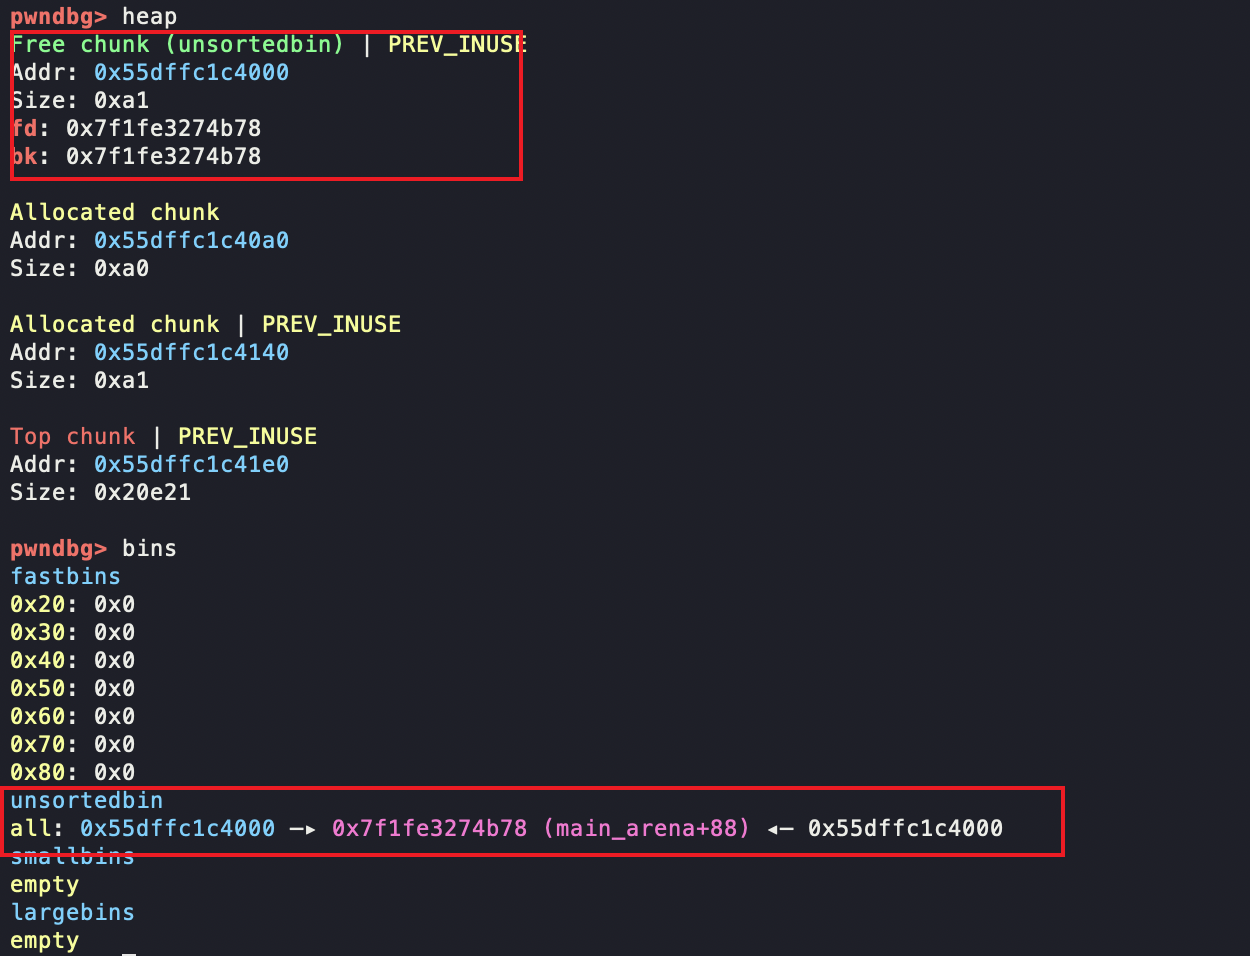 pwndbg> heap
Free chunk (unsortedbin) | PREV_INUSE
Addr: 0x55dffc1c4000
Size: 0xa1
fd: 0x7f1fe3274b78
bk: 0x7f1fe3274b78
Allocated chunk
Addr: 0x55dffc1c40a0
Size: 0xa0
Allocated chunk | PREV_INUSE
Addr: 0x55dffc1c4140
Size: 0xa1
Top chunk | PREV_INUSE
Addr: 0x55dffc1c41e0
Size: 0x20e21
pwndbg> bins
fastbins
0x20: 0x0
0x30: 0x0
0x40: 0x0
0x50: 0x0
0x60: 0x0
0x70: 0x0
0x80: 0x0
unsortedbin
all: 0x55dffc1c4000 —▸ 0x7f1fe3274b78 (main_arena+88) ◂— 0x55dffc1c4000
smallbins
empty
largebins
empty